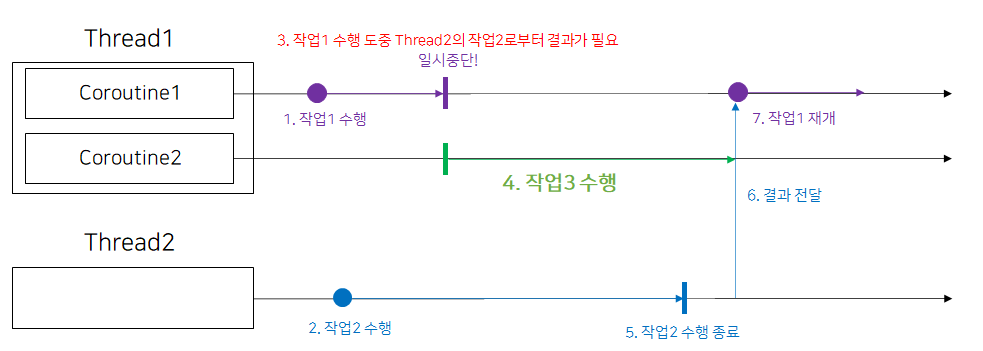 Thread1
3. 작업1 수행 도중 Thread2의 작업2로부터 결과가 필요
일시중단!
Coroutine1
1. 작업1 수행
7. 작업1 재개
Coroutine2
4. 작업3 수행
6. 결과 전달
Thread2
2. 작업2 수행
5. 작업2 수행 종료